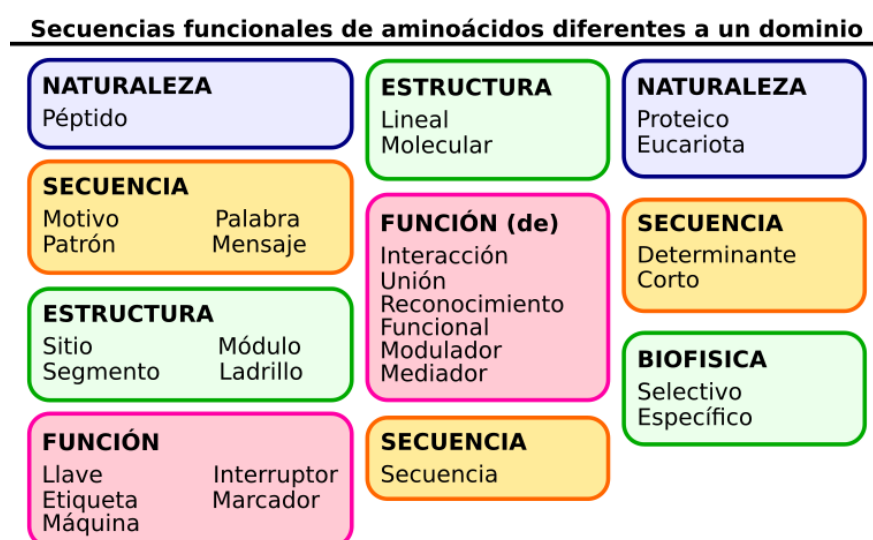 Secuencias funcionales de aminoácidos diferentes a un dominio
NATURALEZA
Péptido
SECUENCIA
Motivo Palabra
Patrón Mensaje
ESTRUCTURA
Sitio Módulo
Segmento Ladrillo
FUNCIÓN
Llave Interruptor
Etiqueta Marcador
Máquina
ESTRUCTURA
Lineal
Molecular
FUNCIÓN (de)
Interacción
Unión
Reconocimiento
Funcional
Modulador
Mediador
SECUENCIA
Secuencia
NATURALEZA
Proteico
Eucariota
SECUENCIA
Determinante
Corto
BIOFISICA
Selectivo
Específico